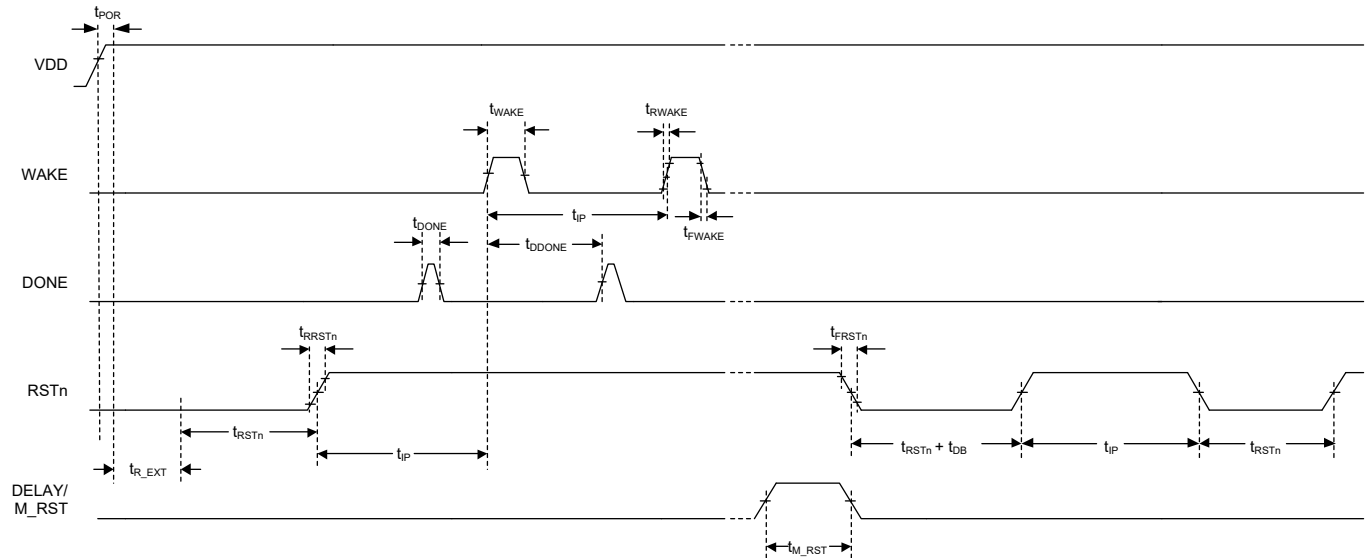 tPOR
VDD
tWAKE
tRWAKE
WAKE
tIP
tFWAKE
tDONE
tDDONE
DONE
tRRSTn
tFRSTn
RSTn
tRSTn
tRSTn + tDB
tIP
tRSTn
tIP
tR_EXT
DELAY/
M_RST
tM_RST